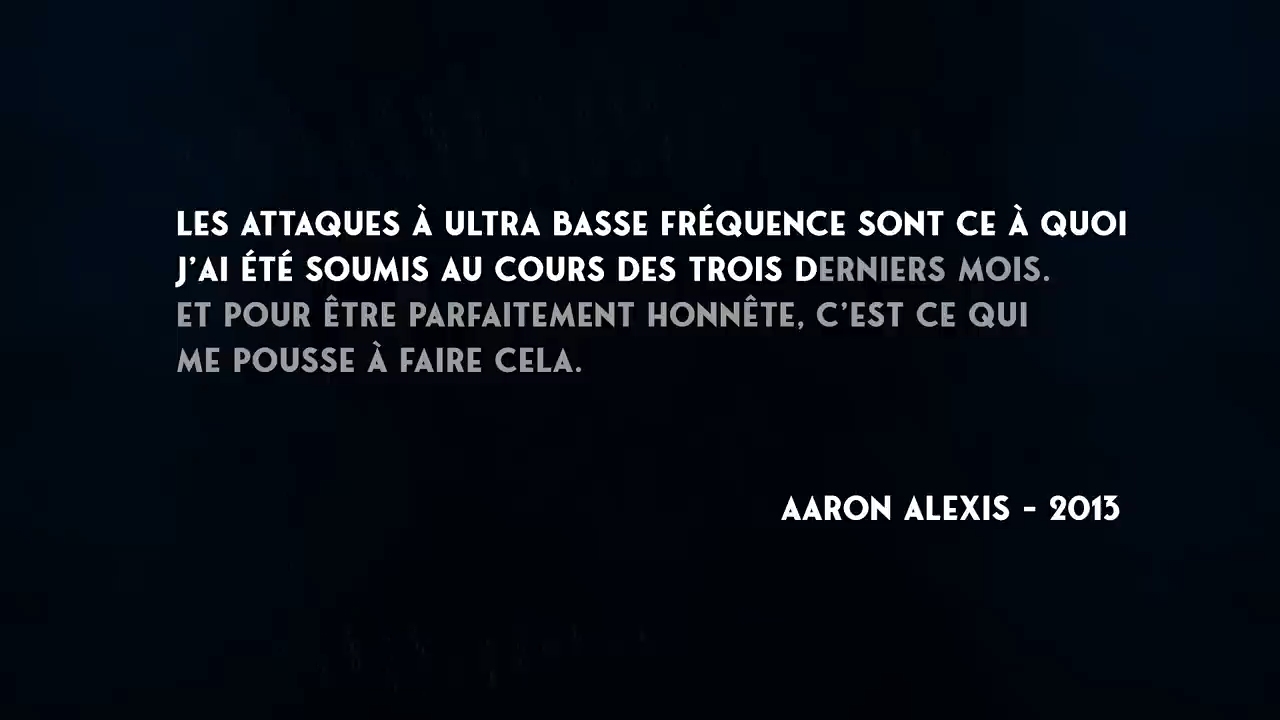 LES ATTAQUES À ULTRA BASSE FRÉQUENCE SONT CE À QUOI
J'AI ÉTÉ SOUMIS AU COURS DES TROIS DERNIERS MOIS.
ET POUR ÊTRE PARFAITEMENT HONNÊTE, C'EST CE QUI
ME POUSSE À FAIRE CELA.
AARON ALEXIS - 2013